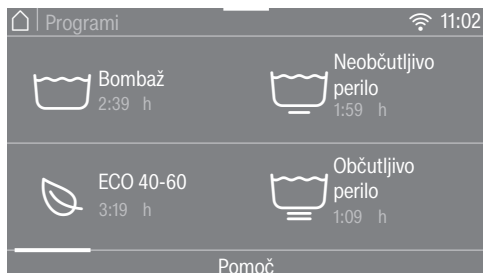 Programi
11:02
Bombaž
2:39 h
Neobčutljivo
perilo
1:59 h
ECO 40-60
3:19 h
Občutljivo
perilo
1:09 h
Pomoč